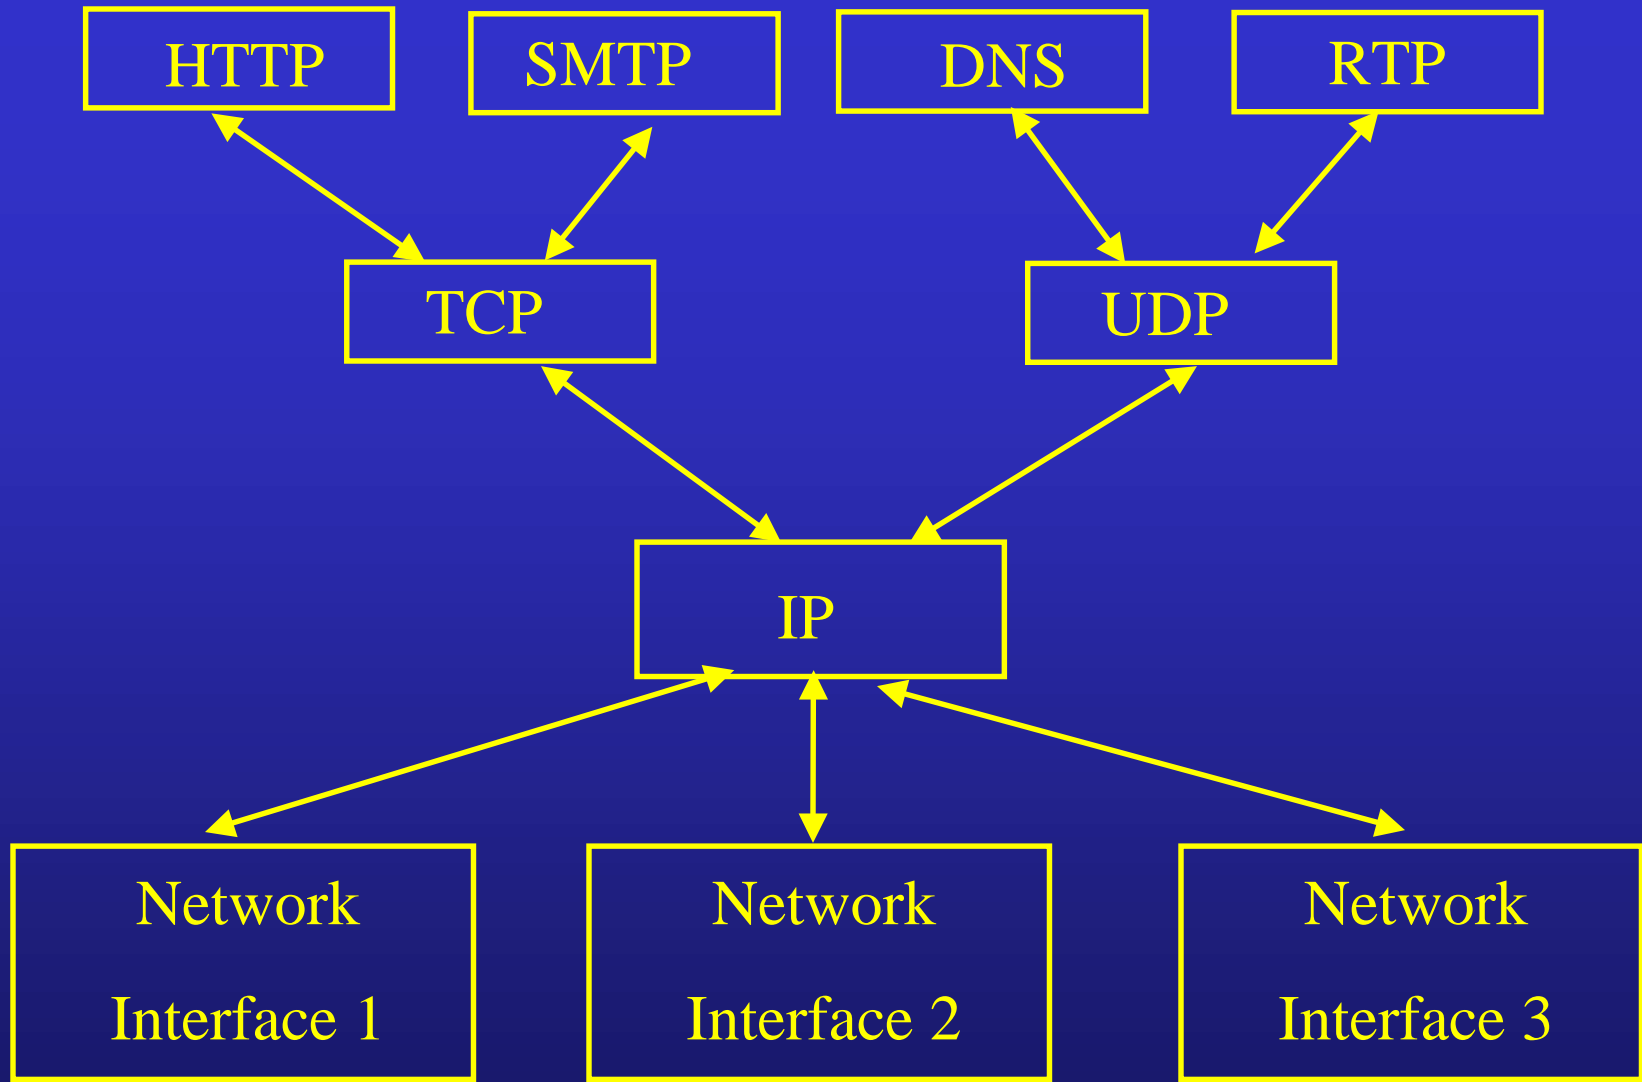 HTTP
SMTP
DNS
RTP
TCP
UDP
IP
Network
Interface 1
Network
Interface 2
Network
Interface 3